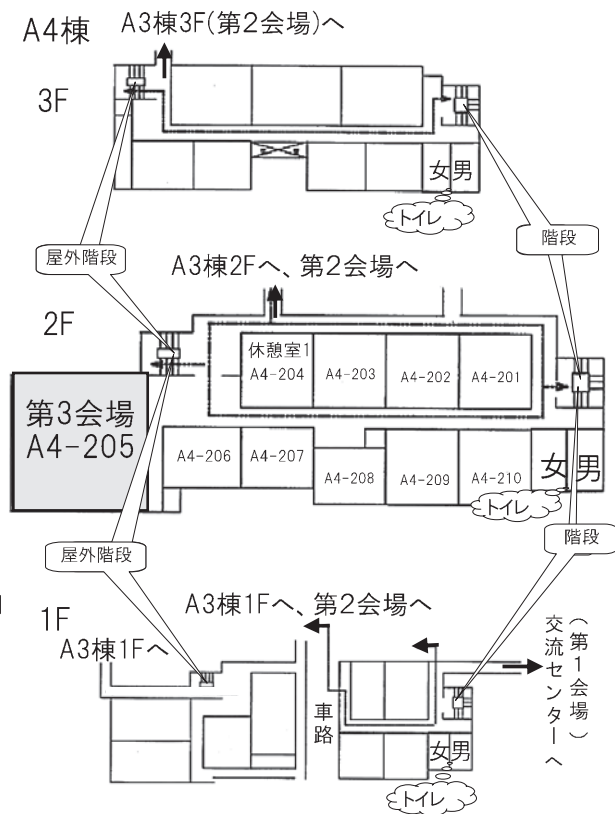 A4棟
A3棟3F(第2会場)へ
3F
女男
トイレ
屋外階段
階段
A3棟2Fへ、第2会場へ
2F
休憩室1
A4-204
A4-203
A4-202
A4-201
第3会場
A4-205
A4-206
A4-207
A4-208
A4-209
A4-210
女男
トイレ
屋外階段
階段
1F
A3棟1Fへ、第2会場へ
A3棟1Fへ
車路
(第1会場)
交流センターへ
女男
トイレ